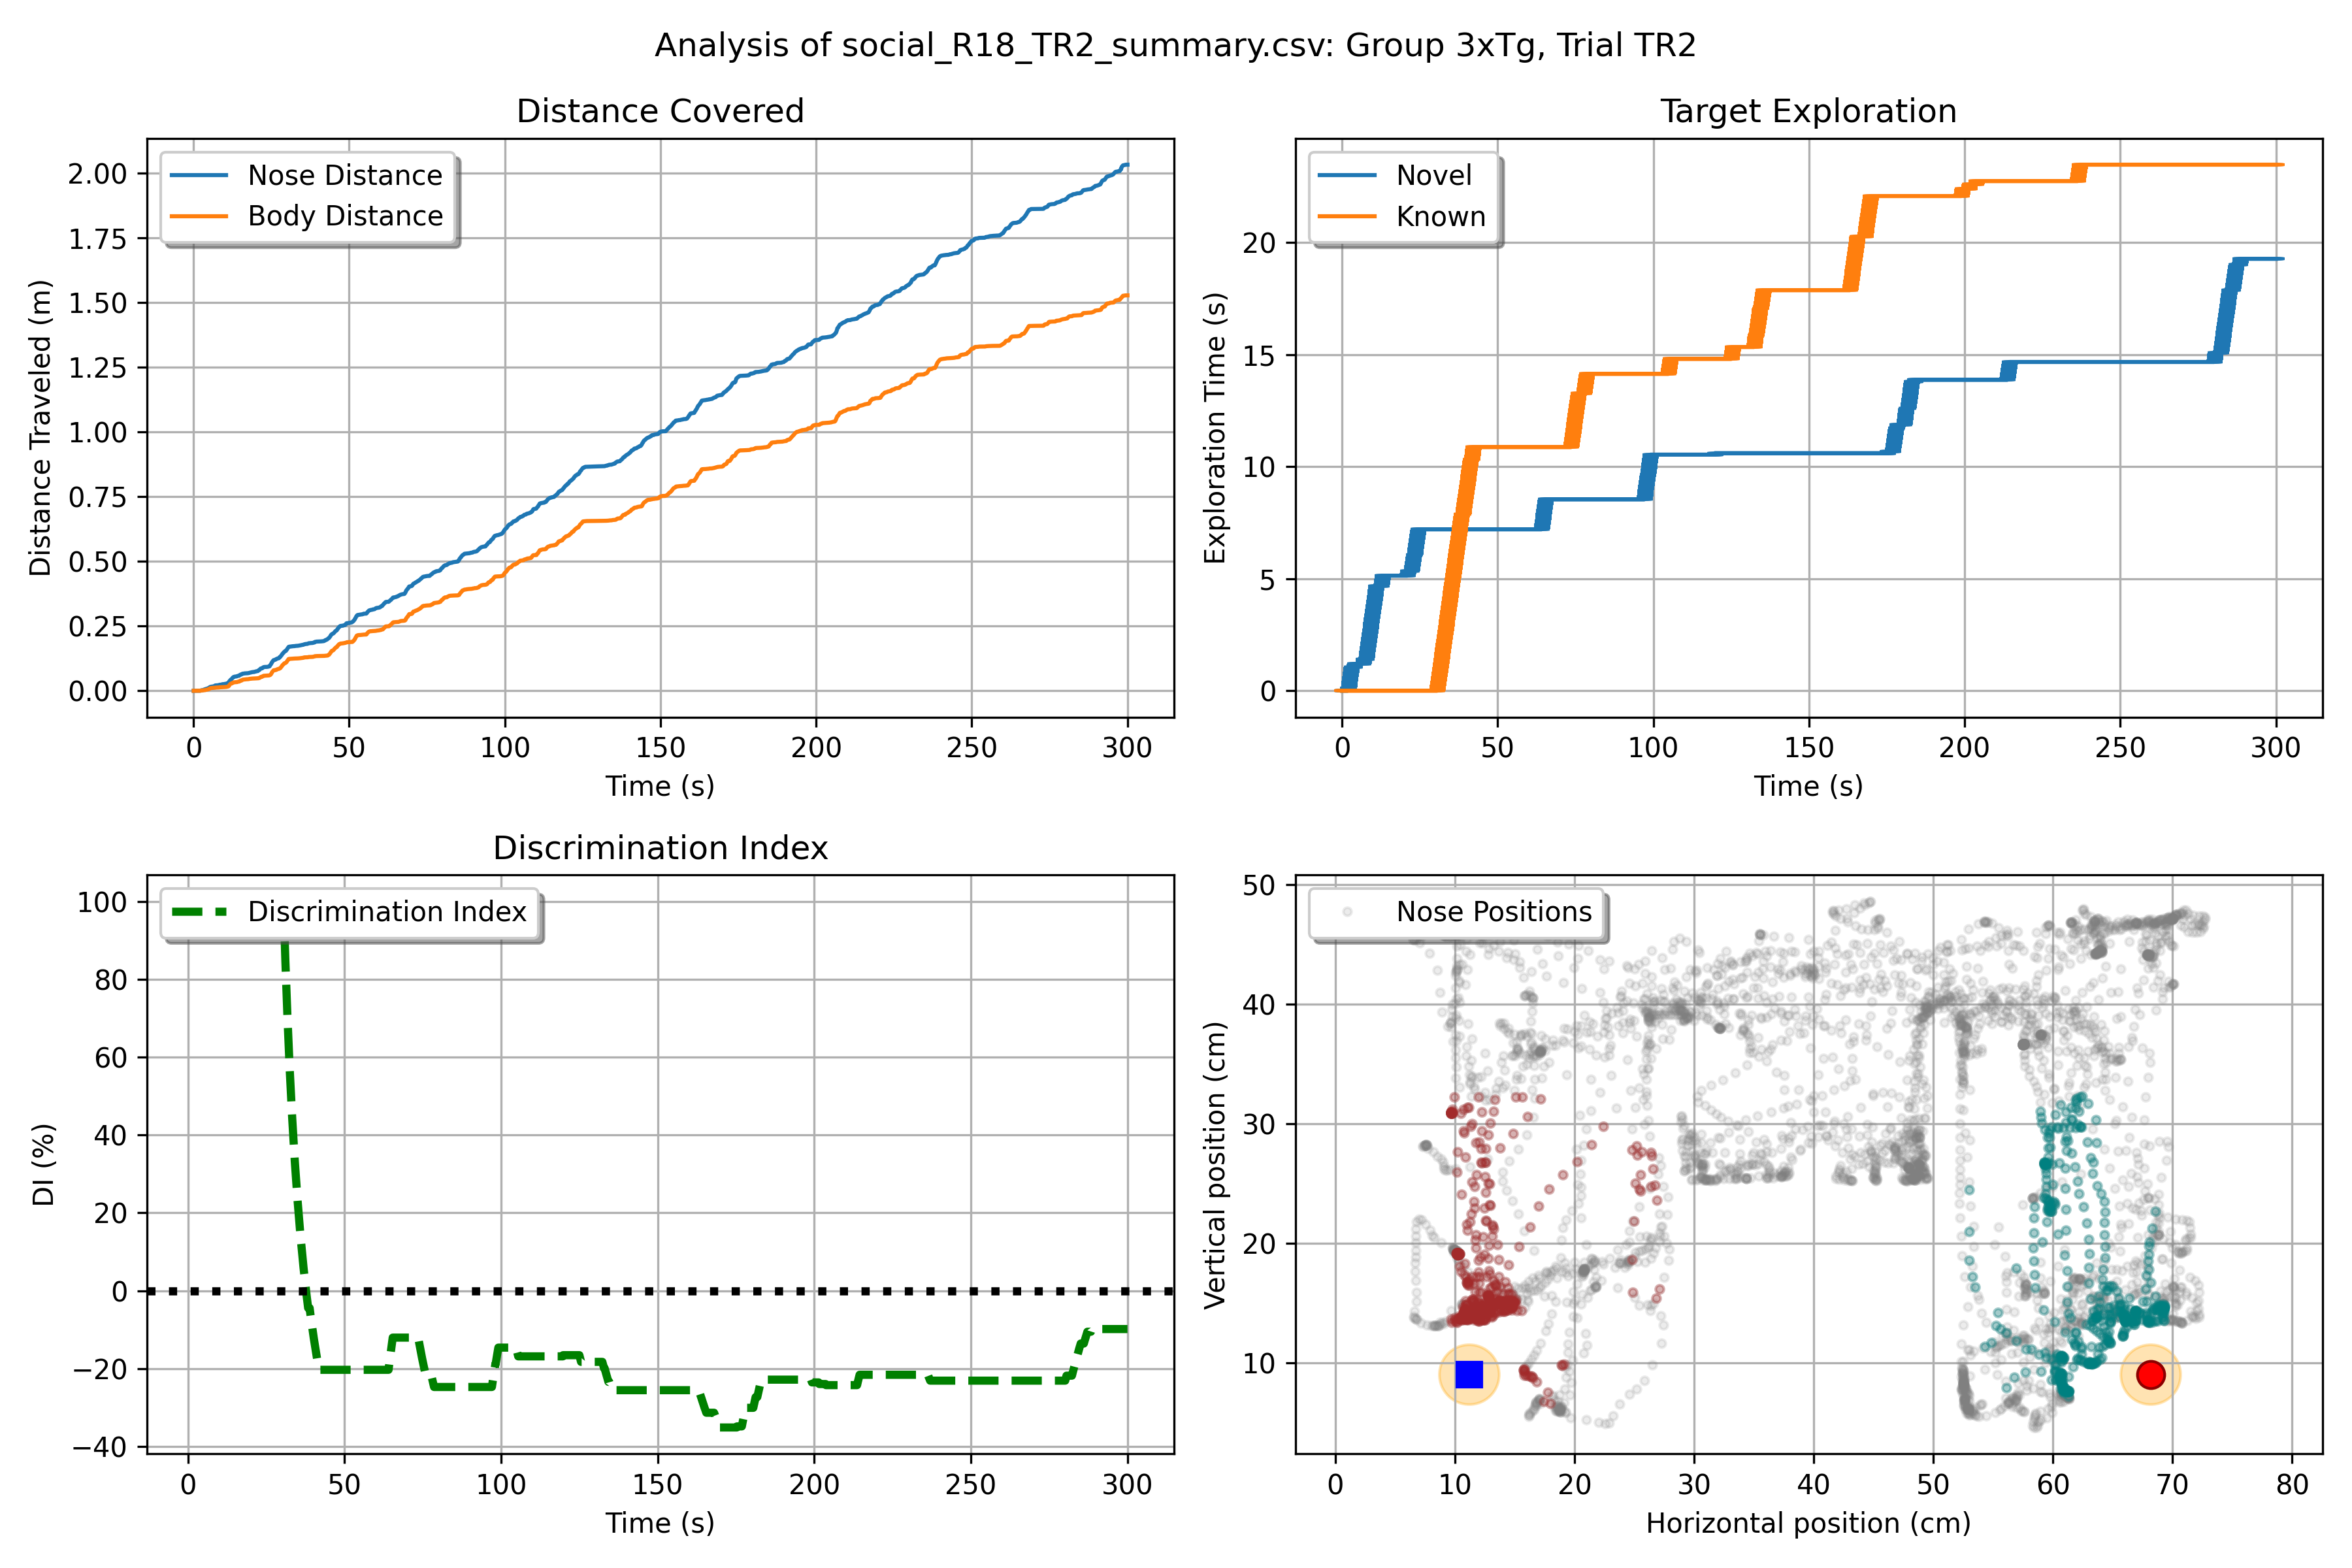 Analysis of social_R18_TR2_summary.csv: Group 3xTg, Trial TR2
Distance Covered
Nose Distance
Body Distance
Distance Traveled (m)
2.00
1.75
1.50
1.25
1.00
0.75
0.50
0.25
0.00
0 50 100 150 200 250 300
Time (s)
Target Exploration
Novel
Known
Exploration Time (s)
20
15
10
5
0
0 50 100 150 200 250 300
Time (s)
Discrimination Index
Discrimination Index
DI (%)
100
80
60
40
20
0
−20
−40
0 50 100 150 200 250 300
Time (s)
Nose Positions
Vertical position (cm)
50
40
30
20
10
0 10 20 30 40 50 60 70 80
Horizontal position (cm)